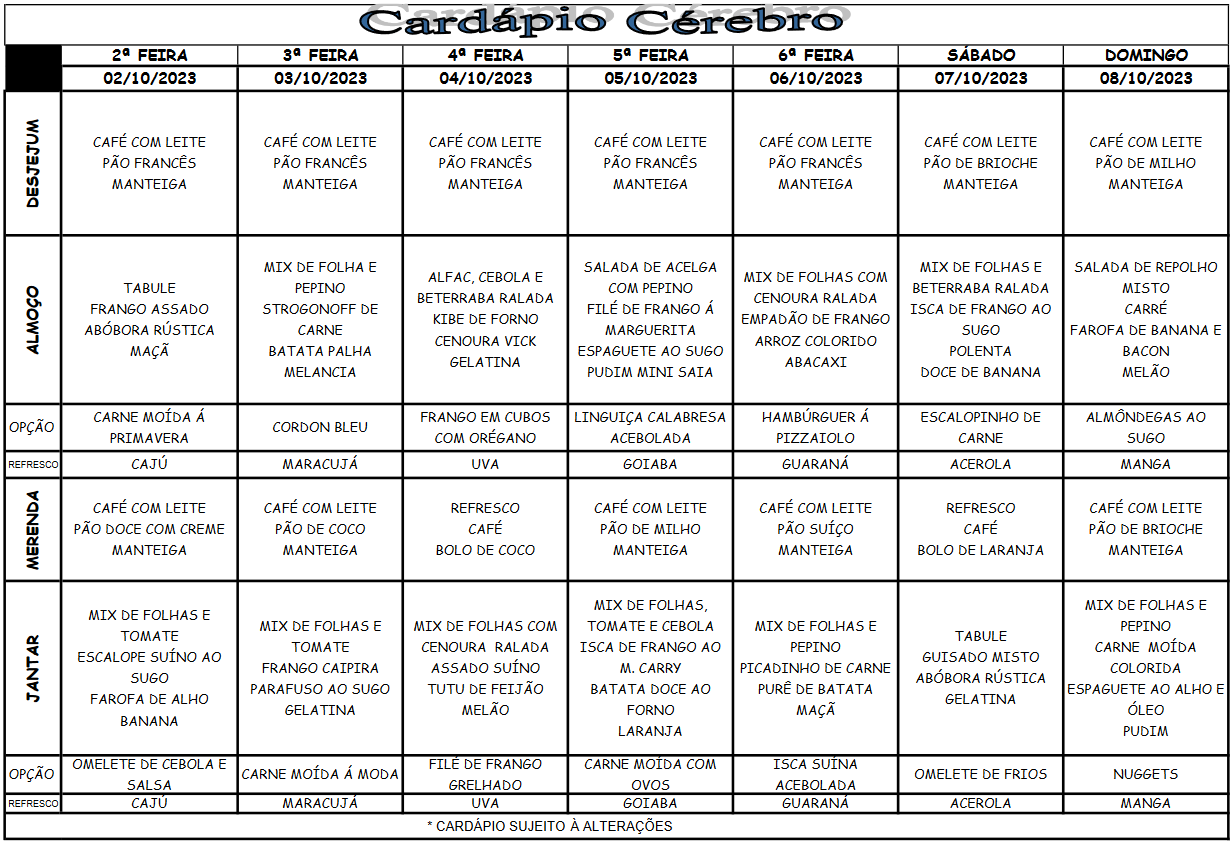 Cardápio Cérebro
2ª FEIRA 3ª FEIRA 4ª FEIRA 5ª FEIRA 6ª FEIRA SÁBADO DOMINGO
02/10/2023 03/10/2023 04/10/2023 05/10/2023 06/10/2023 07/10/2023 08/10/2023
DESJEJUM
CAFÉ COM LEITE
PÃO FRANCÊS
MANTEIGA
CAFÉ COM LEITE
PÃO FRANCÊS
MANTEIGA
CAFÉ COM LEITE
PÃO FRANCÊS
MANTEIGA
CAFÉ COM LEITE
PÃO FRANCÊS
MANTEIGA
CAFÉ COM LEITE
PÃO FRANCÊS
MANTEIGA
CAFÉ COM LEITE
PÃO DE BRIOCHE
MANTEIGA
CAFÉ COM LEITE
PÃO DE MILHO
MANTEIGA
ALMOÇO
TABULE
FRANGO ASSADO
ABÓBORA RÚSTICA
MAÇÃ
MIX DE FOLHA E
PEPINO
STROGONOFF DE
CARNE
BATATA PALHA
MELANCIA
ALFAC, CEBOLA E
BETERRABA RALADA
KIBE DE FORNO
CENOURA VICK
GELATINA
SALADA DE ACELGA
COM PEPINO
FILÉ DE FRANGO Á
MARGUERITA
ESPAGUETE AO SUGO
PUDIM MINI SAIA
MIX DE FOLHAS COM
CENOURA RALADA
EMPADÃO DE FRANGO
ARROZ COLORIDO
ABACAXI
MIX DE FOLHAS E
BETERRABA RALADA
ISCA DE FRANGO AO
SUGO
POLENTA
DOCE DE BANANA
SALADA DE REPOLHO
MISTO
CARRÉ
FAROFA DE BANANA E
BACON
MELÃO
OPÇÃO
CARNE MOÍDA Á
PRIMAVERA
CORDON BLEU
FRANGO EM CUBOS
COM ORÉGANO
LINGUIÇA CALABRESA
ACEBOLADA
HAMBÚRGUER Á
PIZZAIOLO
ESCALOPINHO DE
CARNE
ALMÔNDEGAS AO
SUGO
REFRESCO CAJÚ MARACUJÁ UVA GOIABA GUARANÁ ACEROLA MANGA
MERENDA
CAFÉ COM LEITE
PÃO DOCE COM CREME
MANTEIGA
CAFÉ COM LEITE
PÃO DE COCO
MANTEIGA
REFRESCO
CAFÉ
BOLO DE COCO
CAFÉ COM LEITE
PÃO DE MILHO
MANTEIGA
CAFÉ COM LEITE
PÃO SUÍÇO
MANTEIGA
REFRESCO
CAFÉ
BOLO DE LARANJA
CAFÉ COM LEITE
PÃO DE BRIOCHE
MANTEIGA
JANTAR
MIX DE FOLHAS E
TOMATE
ESCALOPE SUÍNO AO
SUGO
FAROFA DE ALHO
BANANA
MIX DE FOLHAS E
TOMATE
FRANGO CAIPIRA
PARAFUSO AO SUGO
GELATINA
MIX DE FOLHAS COM
CENOURA RALADA
ASSADO SUÍNO
TUTU DE FEIJÃO
MELÃO
MIX DE FOLHAS,
TOMATE E CEBOLA
ISCA DE FRANGO AO
M. CARRY
BATATA DOCE AO
FORNO
LARANJA
MIX DE FOLHAS E
PEPINO
PICADINHO DE CARNE
PURÊ DE BATATA
MAÇÃ
TABULE
GUISADO MISTO
ABÓBORA RÚSTICA
GELATINA
MIX DE FOLHAS E
PEPINO
CARNE MOÍDA
COLORIDA
ESPAGUETE AO ALHO E
ÓLEO
PUDIM
OPÇÃO
OMELETE DE CEBOLA E
SALSA
CARNE MOÍDA Á MODA
FILÉ DE FRANGO
GRELHADO
CARNE MOÍDA COM
OVOS
ISCA SUÍNA
ACEBOLADA
OMELETE DE FRIOS
NUGGETS
REFRESCO CAJÚ MARACUJÁ UVA GOIABA GUARANÁ ACEROLA MANGA
* CARDÁPIO SUJEITO À ALTERAÇÕES